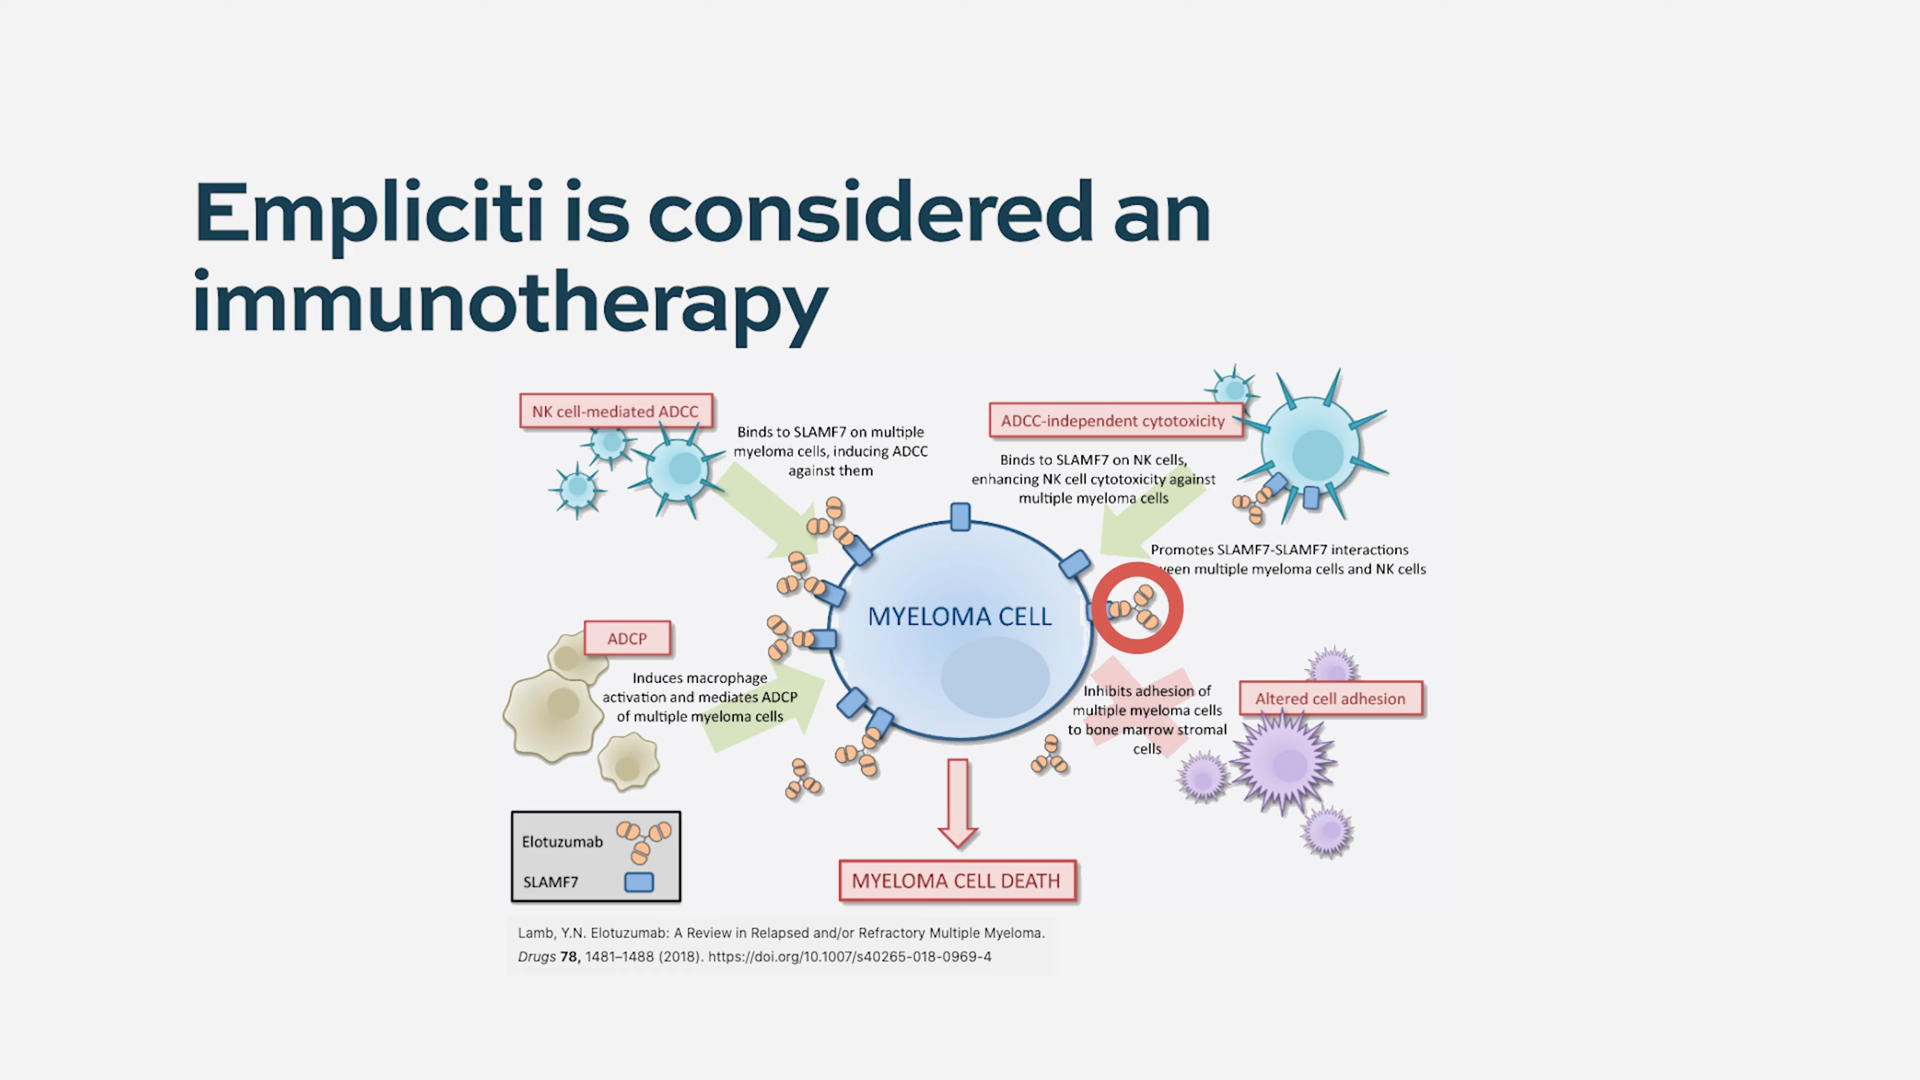 Empliciti is considered an
immunotherapy
NK cell-mediated ADCC
Binds to SLAMF7 on multiple
myeloma cells, inducing ADCC
against them
ADCC-independent cytotoxicity
Binds to SLAMF7 on NK cells,
enhancing NK cell cytotoxicity against
multiple myeloma cells
Promotes SLAMF7-SLAMF7 interactions
multiple myeloma cells and NK cells
MYELOMA CELL
ADCP
Induces macrophage
activation and mediates ADCP
of multiple myeloma cells
Inhibits adhesion of
multiple myeloma cells
to bone marrow stromal
cells
Altered cell adhesion
Elotuzumab
SLAMF7
MYELOMA CELL DEATH
Lamb, Y.N. Elotuzumab: A Review in Relapsed and/or Refractory Multiple Myeloma.
Drugs 78, 1481–1488 (2018). https://doi.org/10.1007/s40265-018-0969-4